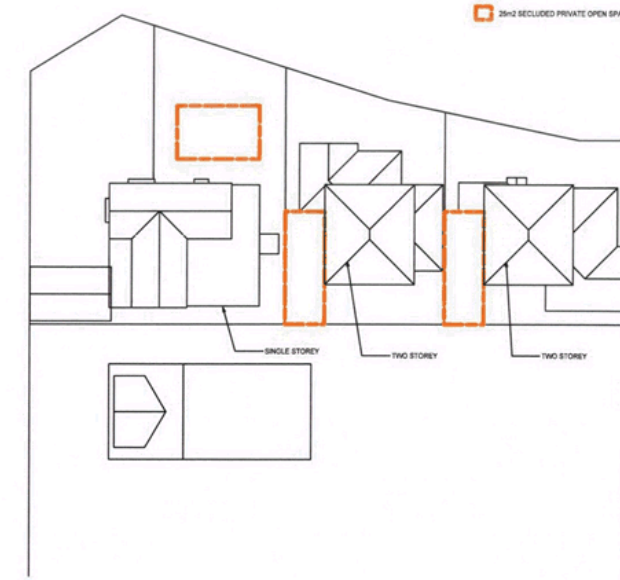 25m2 SECLUDED PRIVATE OPEN SPA
SINGLE STOREY
TWO STOREY
TWO STOREY